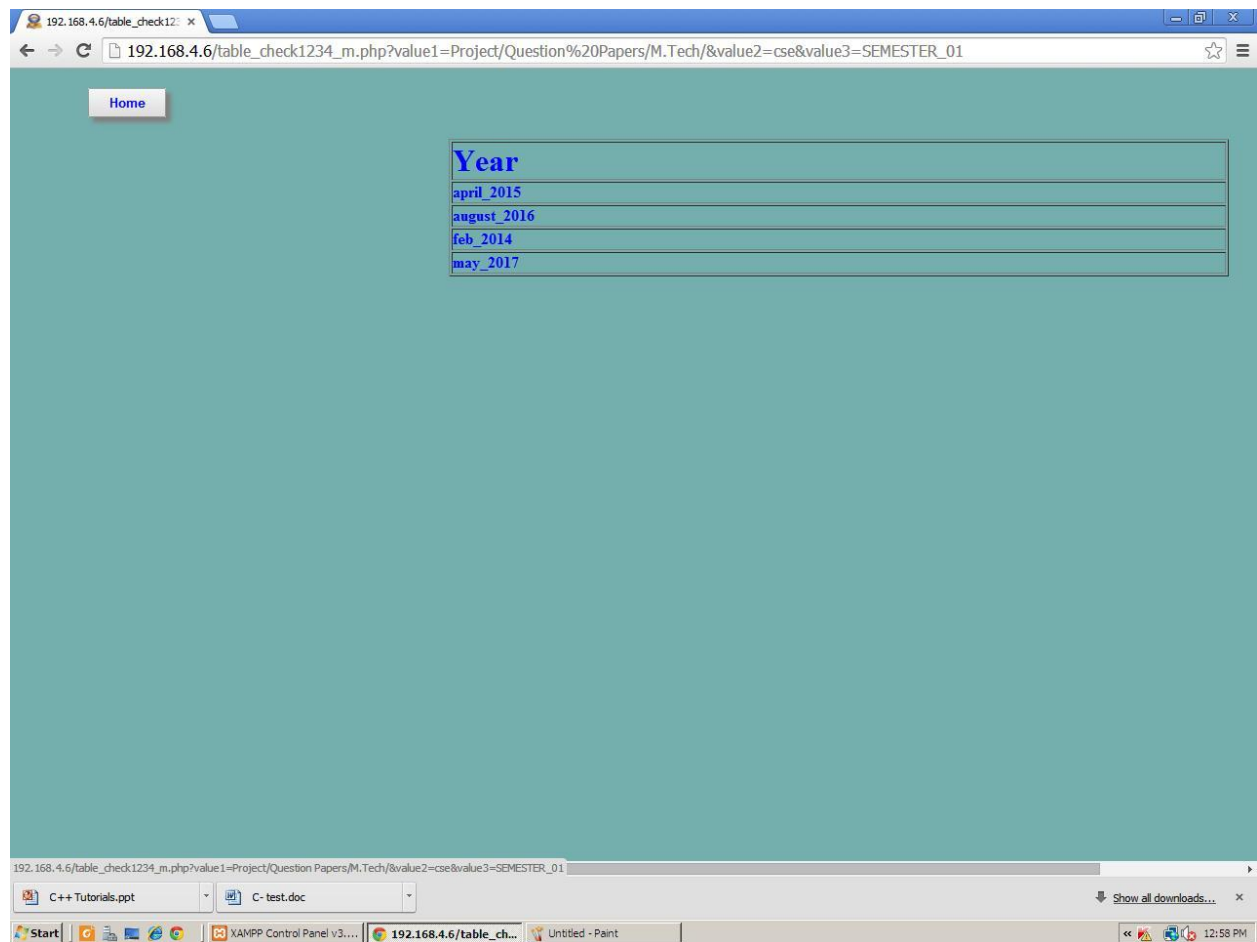 192.168.4.6/table_check12
192.168.4.6/table_check1234_m.php?value1=Project/Question%20Papers/M.Tech/&value2=cse&value3=SEMESTER_01
Home
Year
april_2015
august_2016
feb_2014
may_2017
192.168.4.6/table_check1234_m.php?value1=Project/Question Papers/M.Tech/&value2=cse&value3=SEMESTER_01
C++ Tutorials.ppt
C- test.doc
Show all downloads...
Start
XAMPP Control Panel v3....
192.168.4.6/table_ch...
Untitled - Paint
12:58 PM